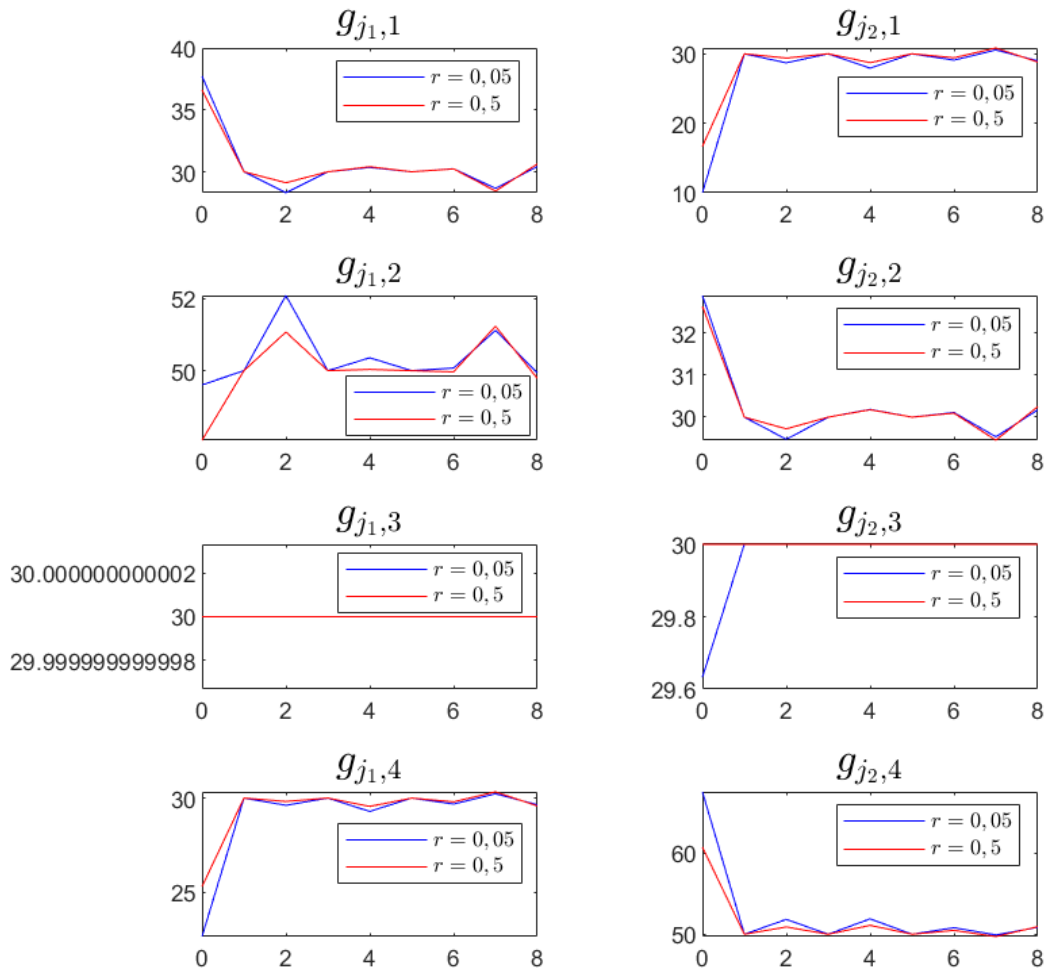 g_{j_1,1}
40
35
30
r = 0,05
r = 0,5
0 2 4 6 8
g_{j_2,1}
30
20
10
r = 0,05
r = 0,5
0 2 4 6 8
g_{j_1,2}
52
50
r = 0,05
r = 0,5
0 2 4 6 8
g_{j_2,2}
32
31
30
r = 0,05
r = 0,5
0 2 4 6 8
g_{j_1,3}
30.000000000002
30
29.999999999998
r = 0,05
r = 0,5
0 2 4 6 8
g_{j_2,3}
30
29.8
29.6
r = 0,05
r = 0,5
0 2 4 6 8
g_{j_1,4}
30
25
r = 0,05
r = 0,5
0 2 4 6 8
g_{j_2,4}
60
50
r = 0,05
r = 0,5
0 2 4 6 8